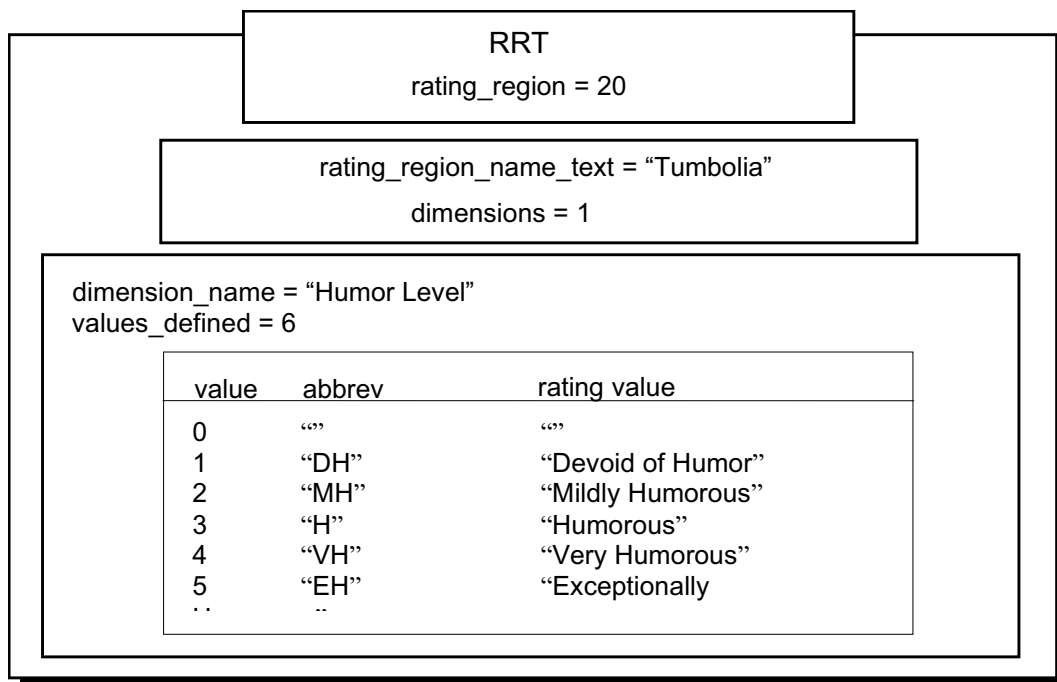 RRT
rating_region = 20
rating_region_name_text = “Tumbolia”
dimensions = 1
dimension_name = “Humor Level”
values_defined = 6
value abbrev rating value
0 “” “”
1 “DH” “Devoid of Humor”
2 “MH” “Mildly Humorous”
3 “H” “Humorous”
4 “VH” “Very Humorous”
5 “EH” “Exceptionally